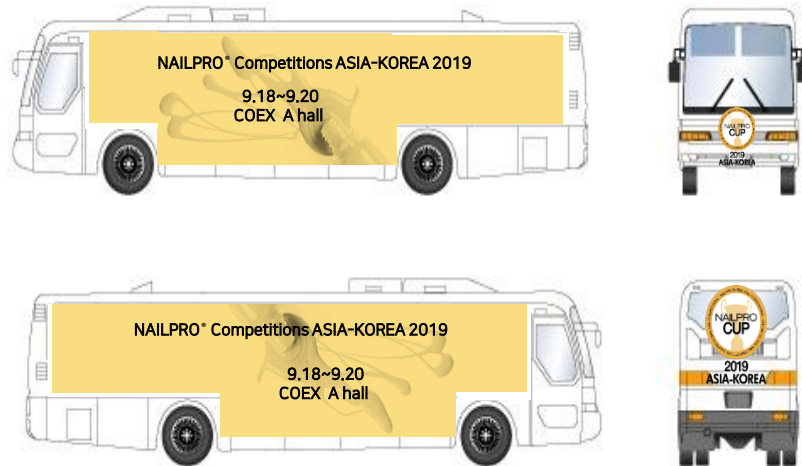 NAILPRO® Competitions ASIA-KOREA 2019
9.18~9.20
COEX A hall
NAILPRO
CUP
2019
ASIA-KOREA
NAILPRO® Competitions ASIA-KOREA 2019
9.18~9.20
COEX A hall
NAILPRO
CUP
2019
ASIA-KOREA